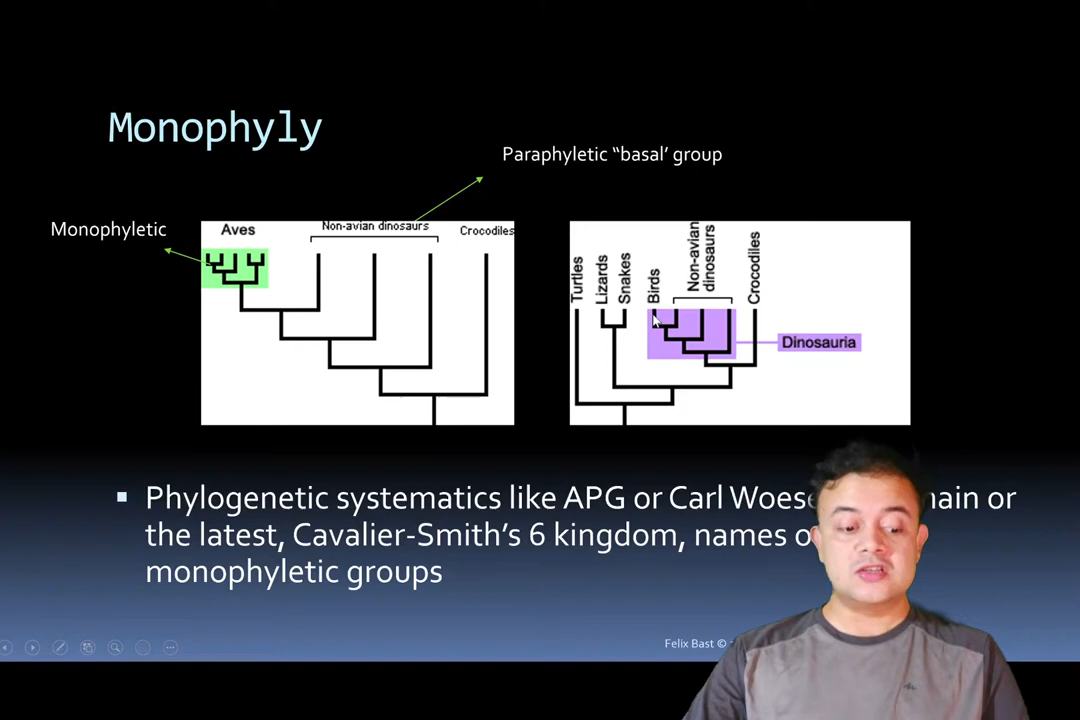 Monophyly
Paraphyletic “basal’ group
Monophyletic
Aves
Non-avian dinosaurs
Crocodiles
Turtles
Lizards
Snakes
Birds
Non-avian
dinosaurs
Crocodiles
Dinosauria
▪ Phylogenetic systematics like APG or Carl or
the latest, Cavalier-Smith’s 6 kingdom, names
monophyletic groups
Felix Bast ©